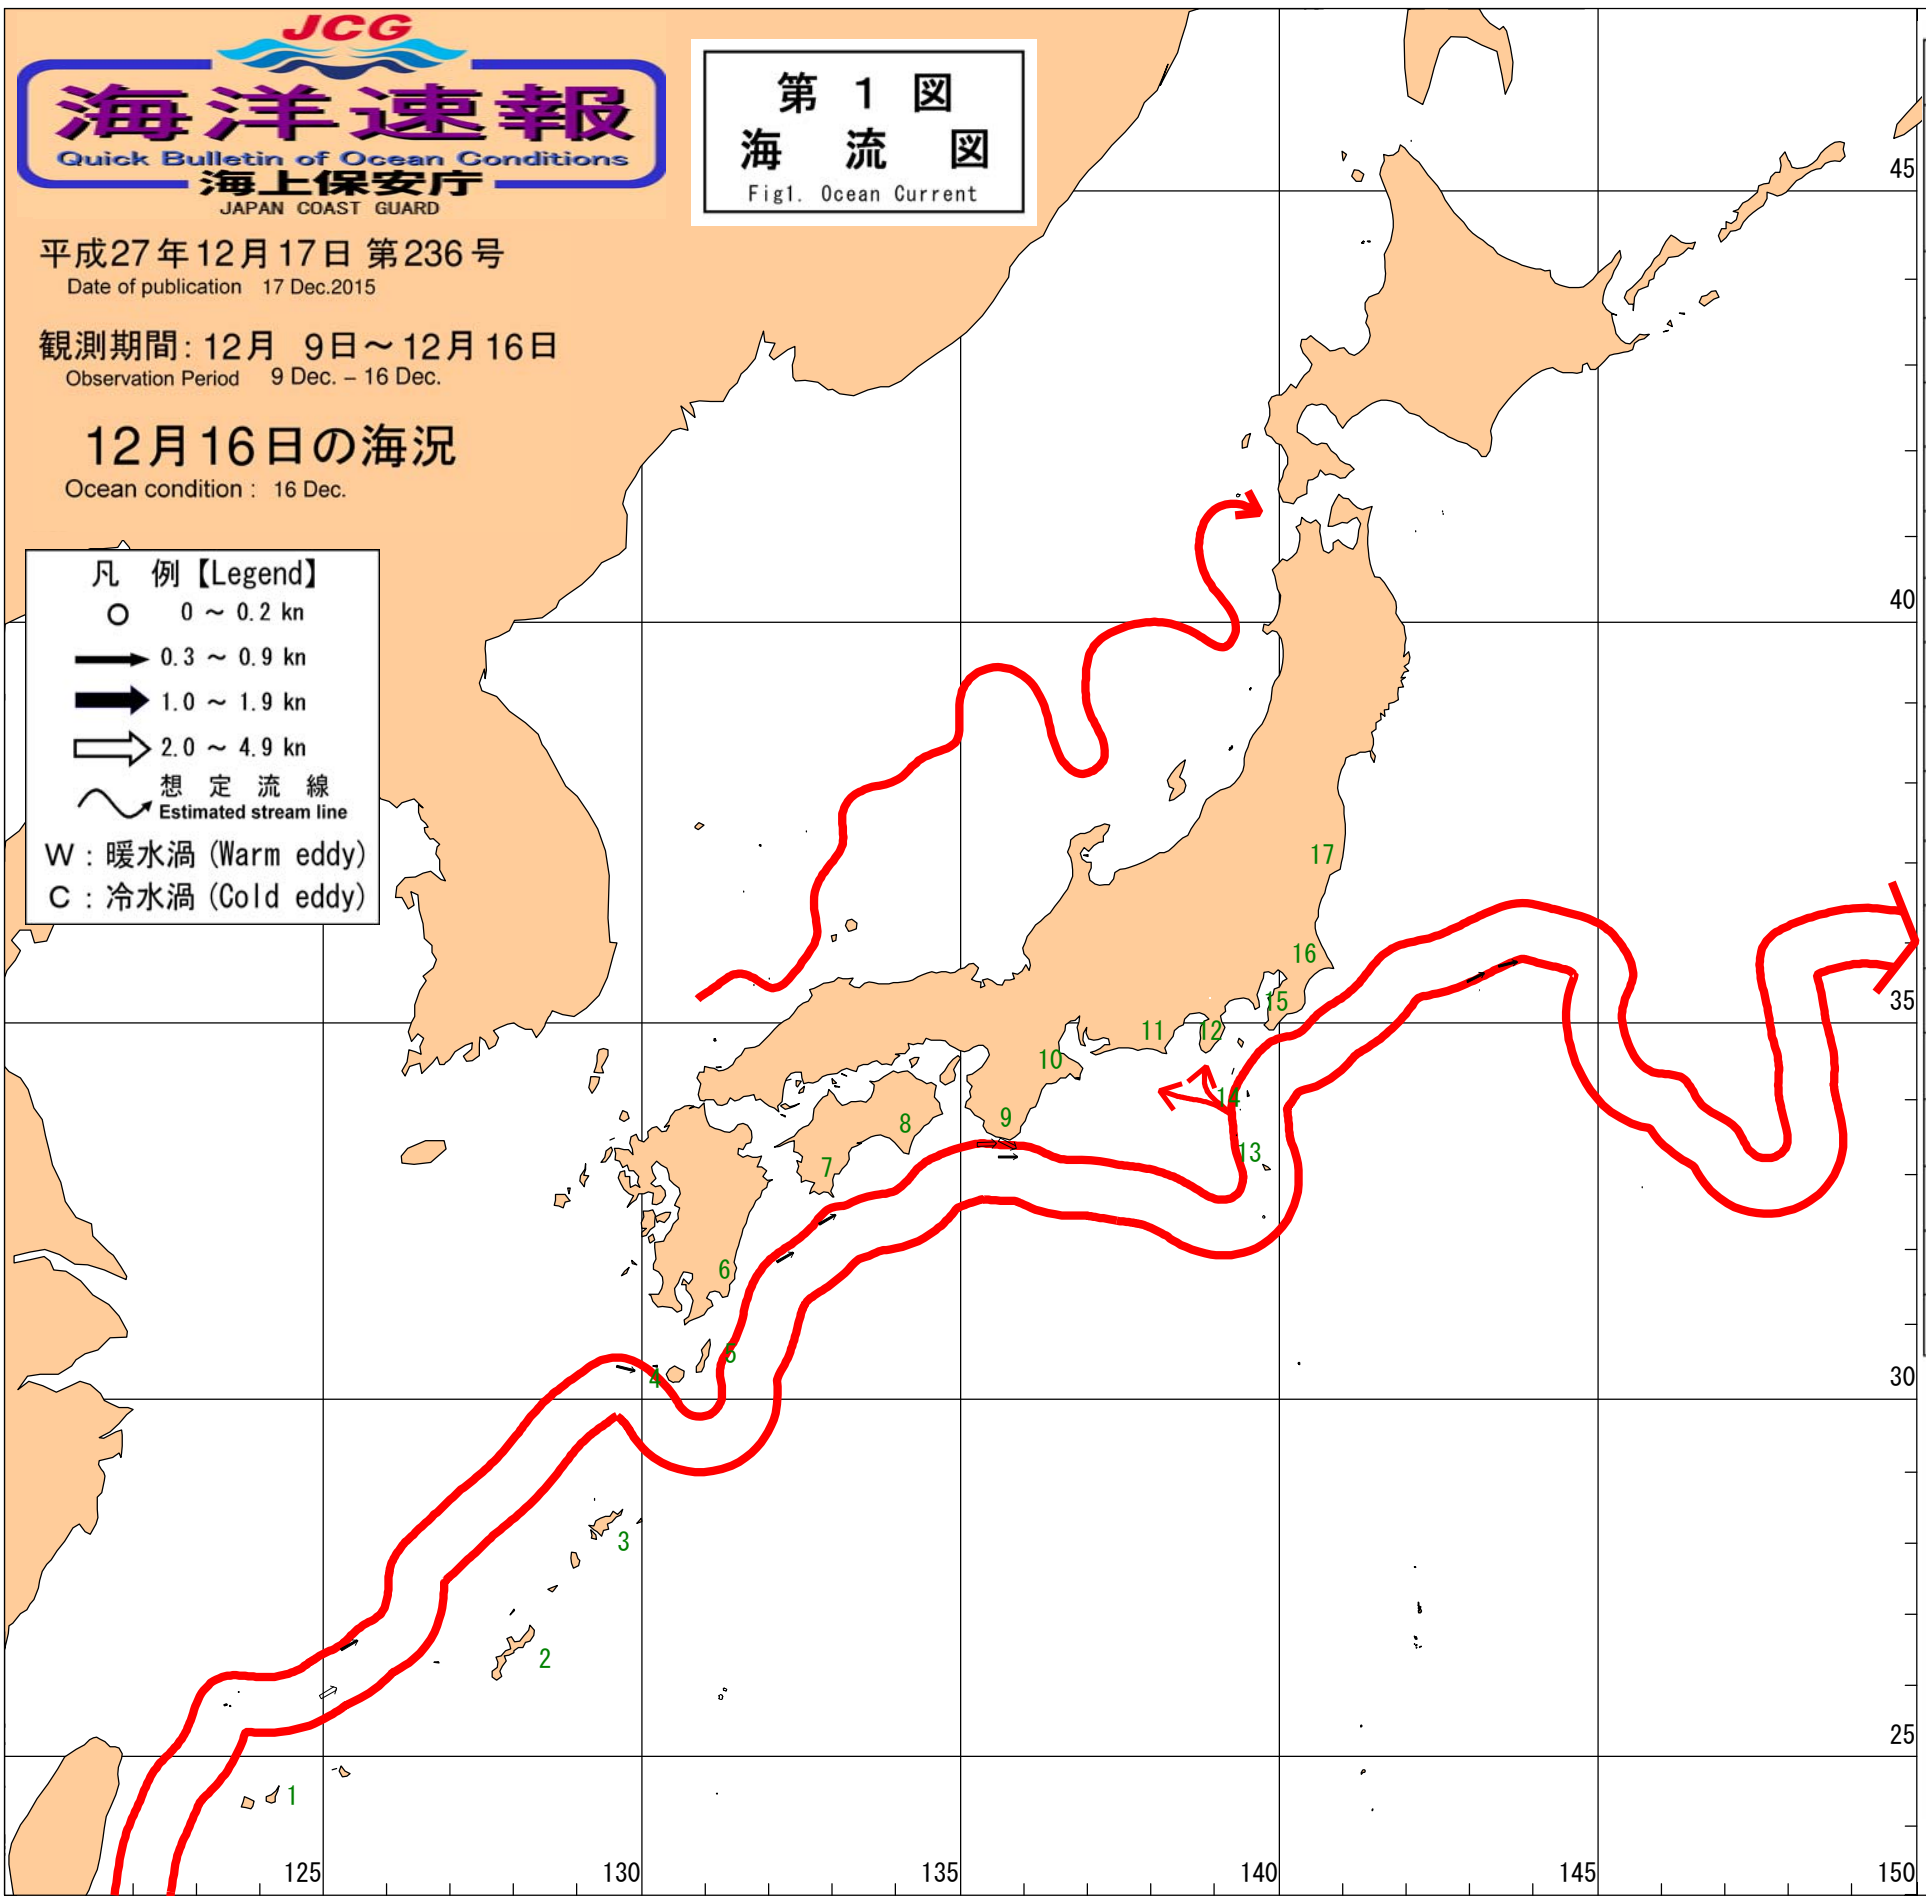 JCG
海洋速報
Quick Bulletin of Ocean Conditions
海上保安庁
JAPAN COAST GUARD
第 1 図
海 流 図
Fig1. Ocean Current
平成27年12月17日 第236号
Date of publication 17 Dec.2015
観測期間: 12月 9日～12月16日
Observation Period 9 Dec. – 16 Dec.
12月16日の海況
Ocean condition : 16 Dec.
凡 例【Legend】
0 ～ 0.2 kn
0.3 ～ 0.9 kn
1.0 ～ 1.9 kn
2.0 ～ 4.9 kn
想 定 流 線
Estimated stream line
W : 暖水渦 (Warm eddy)
C : 冷水渦 (Cold eddy)
45
40
35
30
25
17
16
15
12
11
10
14
9
8
13
7
6
5
4
3
2
1
125
130
135
140
145
150